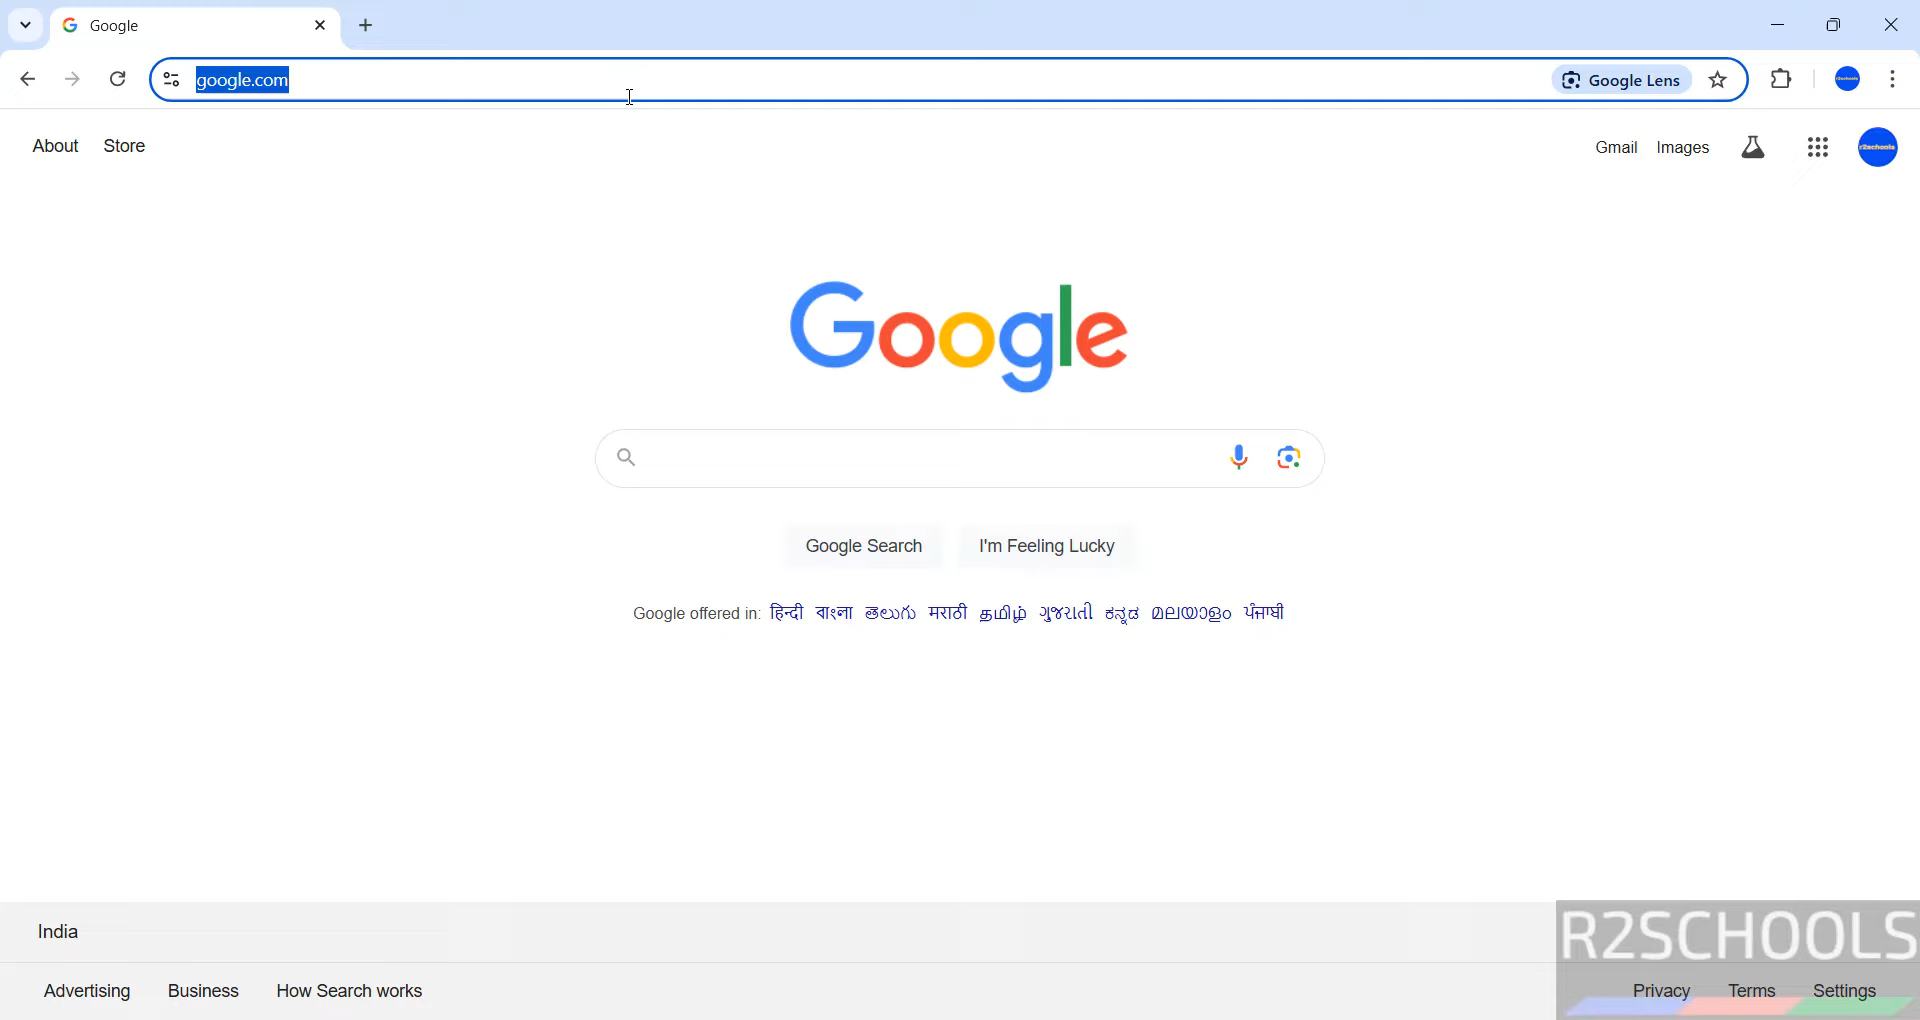 Google
google.com
Google Lens
About Store
Gmail Images
r2schools
Google
Google Search I'm Feeling Lucky
Google offered in: हिन्दी বাংলা తెలుగు मराठी தமிழ் ગુજરાતી ಕನ್ನಡ മലയാളം ਪੰਜਾਬੀ
India
R2SCHOOLS
Advertising Business How Search works
Privacy Terms Settings